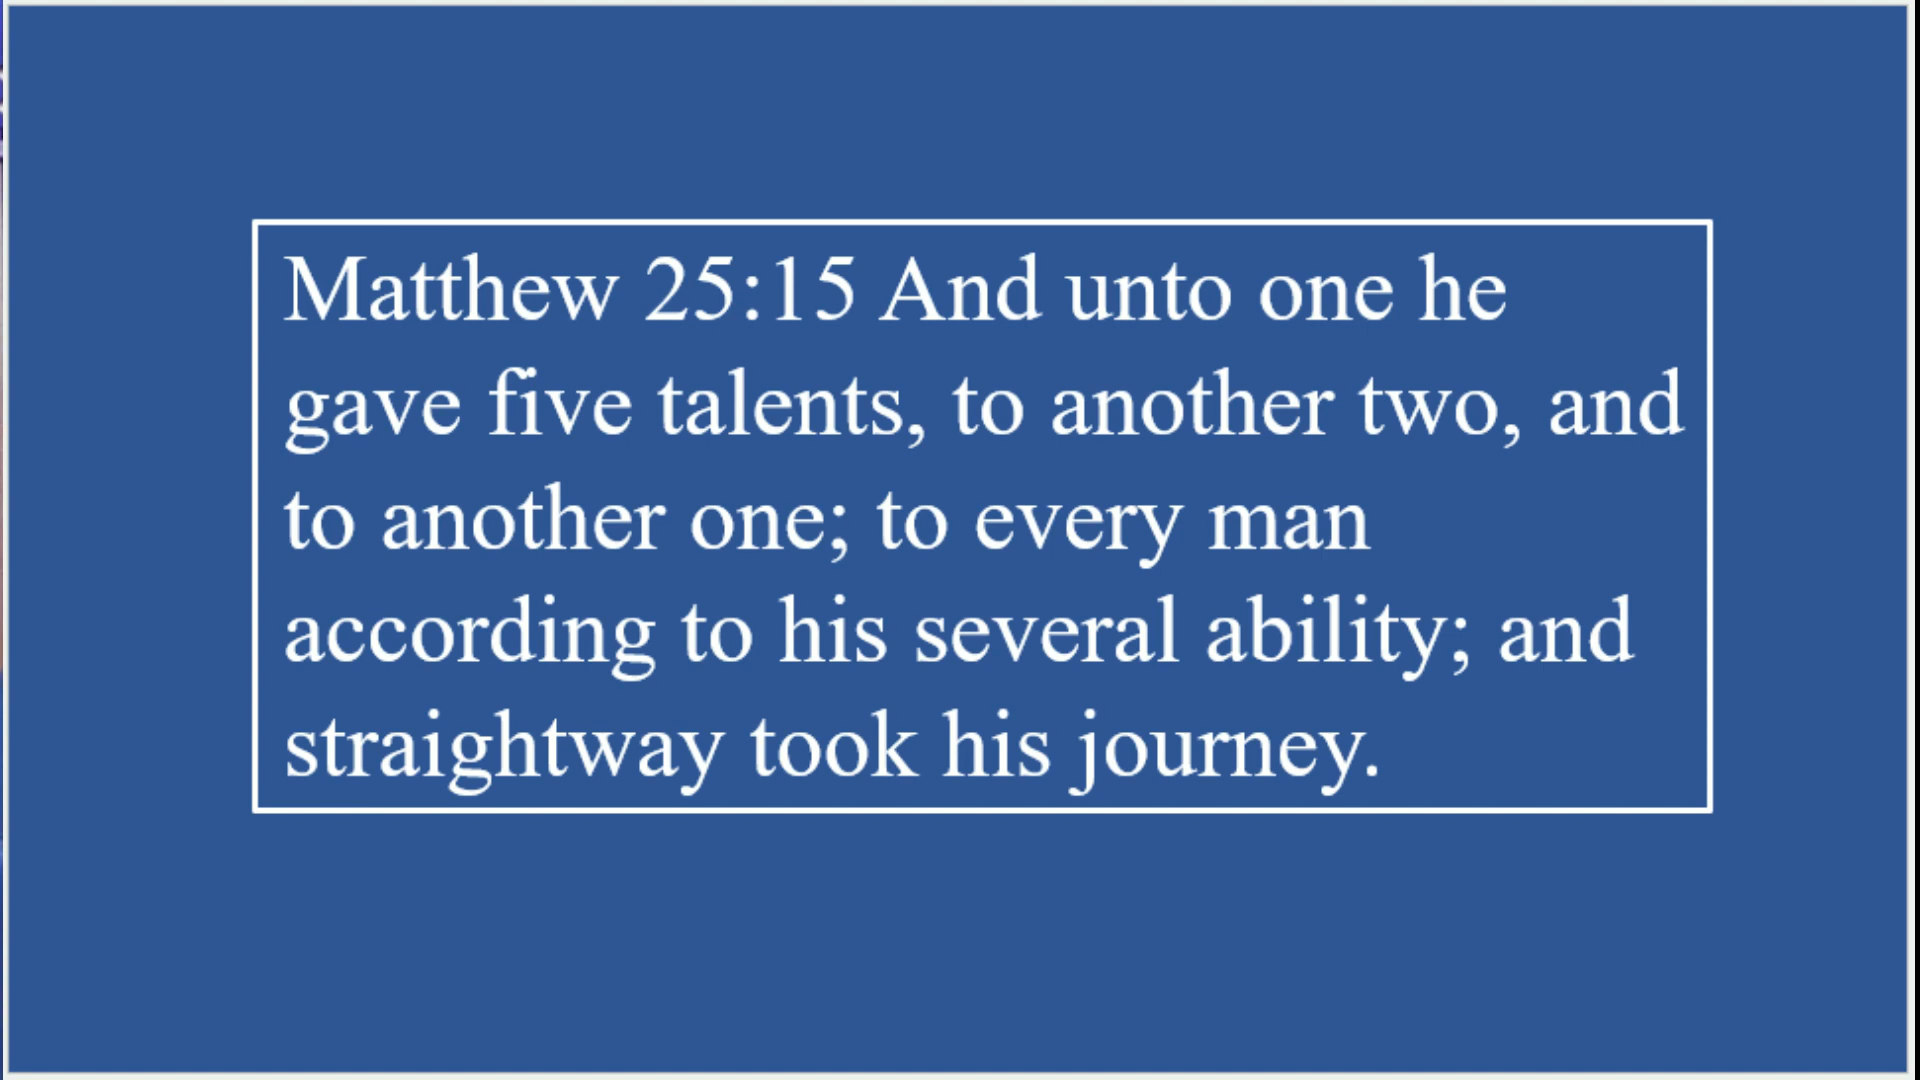 Matthew 25:15 And unto one he
gave five talents, to another two, and
to another one; to every man
according to his several ability; and
straightway took his journey.